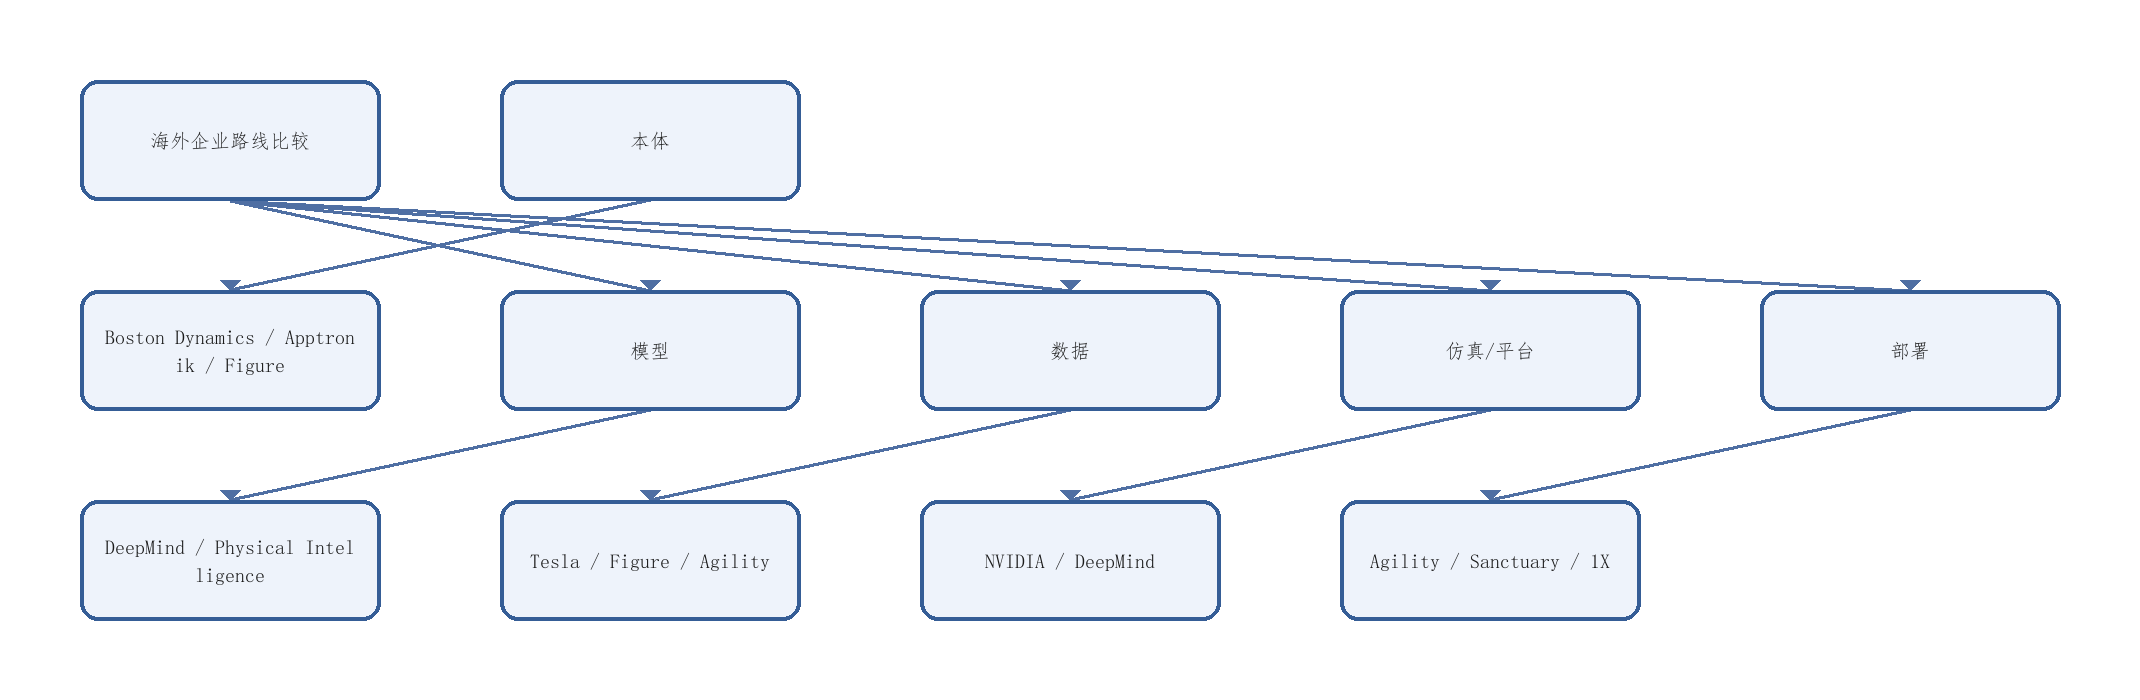 海外企业路线比较
本体
Boston Dynamics / Apptron
ik / Figure
模型
数据
仿真/平台
部署
DeepMind / Physical Intel
ligence
Tesla / Figure / Agility
NVIDIA / DeepMind
Agility / Sanctuary / 1X